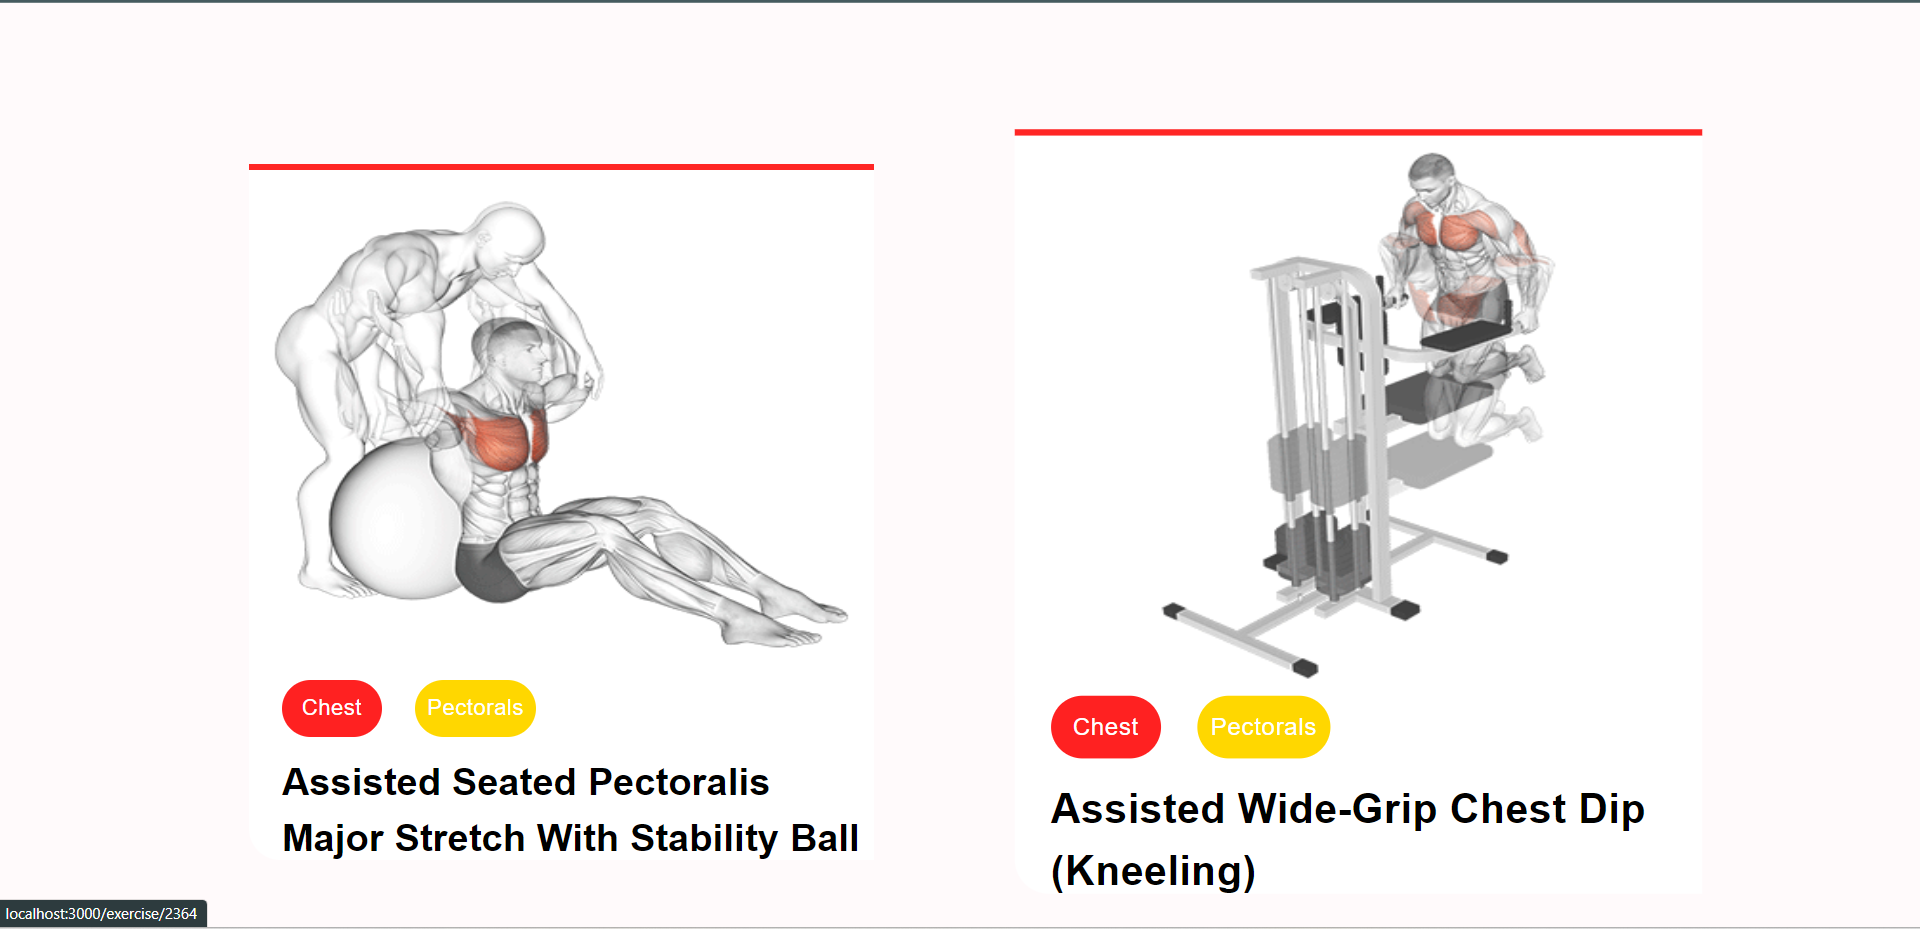 Chest
Pectorals
Assisted Seated Pectoralis
Major Stretch With Stability Ball
Chest
Pectorals
Assisted Wide-Grip Chest Dip
(Kneeling)
localhost:3000/exercise/2364